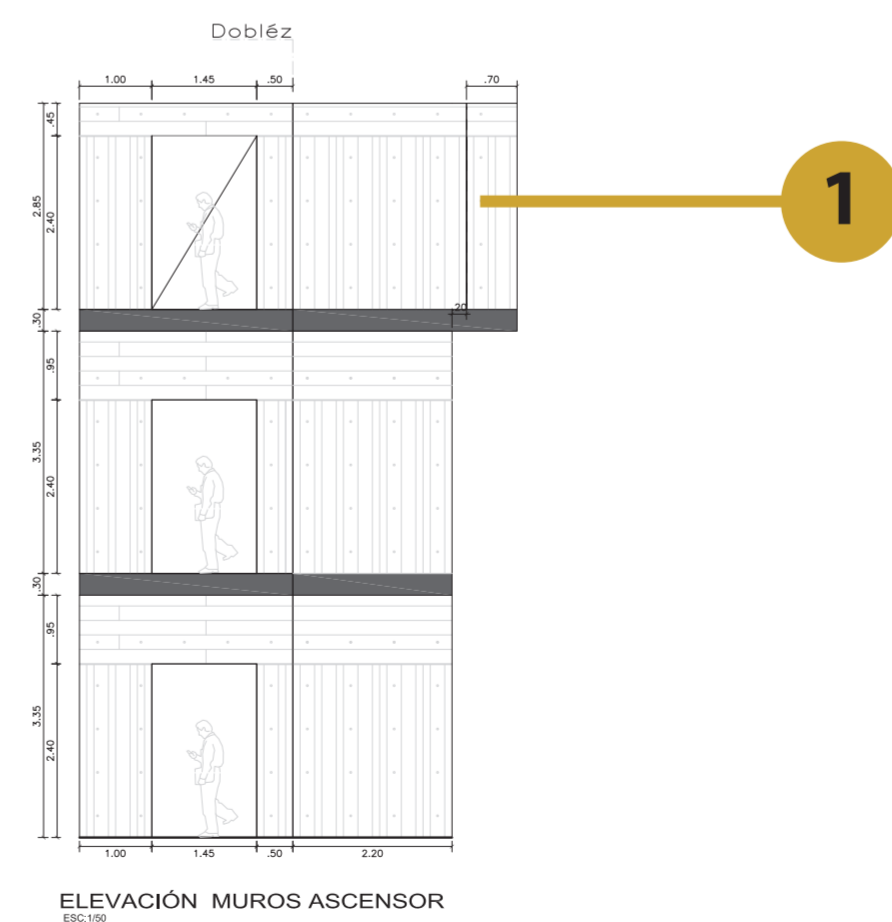 Dobléz
1.00 1.45 .50 .70
.45
2.85
2.40
1
.20
.30
.95
3.35
2.40
.30
.95
3.35
2.40
1.00 1.45 .50 2.20
ELEVACIÓN MUROS ASCENSOR
ESC:1/50